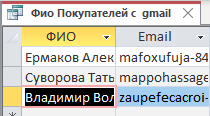 Фио Покупателей с gmail
ФИО Email
Ермаков Алек mafoxufuja-84
Суворова Тать mappohassage
Владимир Вол zaupefecacroi-